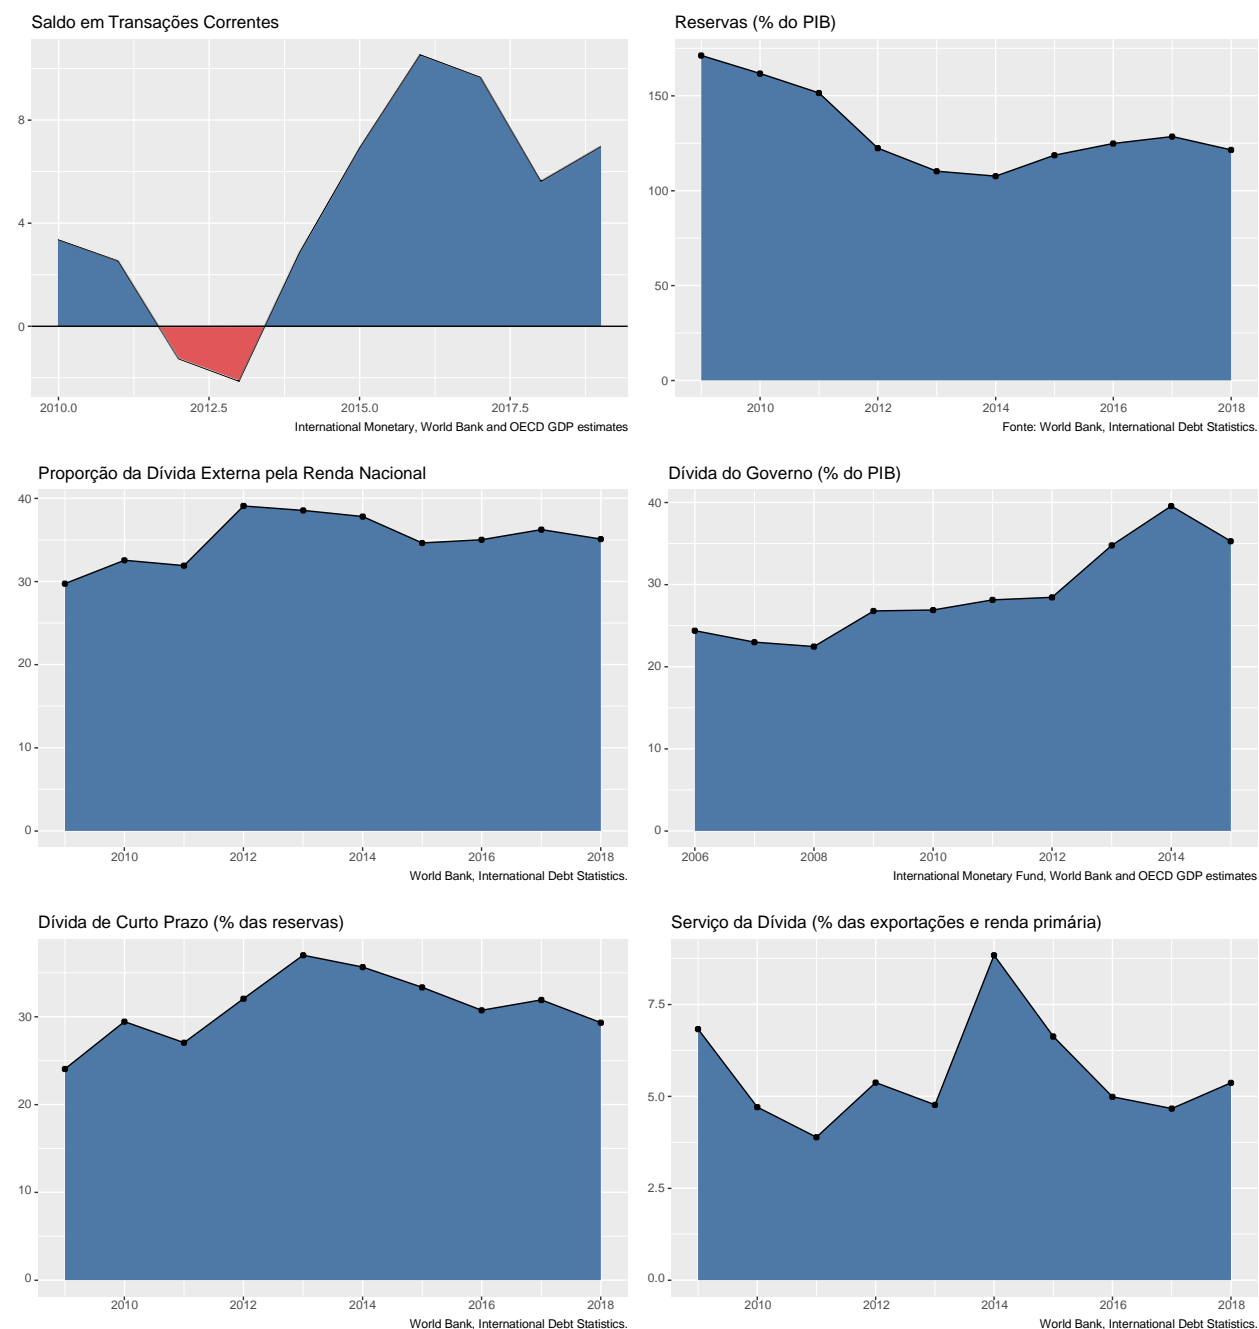 Saldo em Transações Correntes
8
4
0
2010.0 2012.5 2015.0 2017.5
International Monetary, World Bank and OECD GDP estimates
Reservas (% do PIB)
150
100
50
0
2010 2012 2014 2016 2018
Fonte: World Bank, International Debt Statistics.
Proporção da Dívida Externa pela Renda Nacional
40
30
20
10
0
2010 2012 2014 2016 2018
World Bank, International Debt Statistics.
Dívida do Governo (% do PIB)
40
30
20
10
0
2006 2008 2010 2012 2014
International Monetary Fund, World Bank and OECD GDP estimates
Dívida de Curto Prazo (% das reservas)
30
20
10
0
2010 2012 2014 2016 2018
World Bank, International Debt Statistics.
Serviço da Dívida (% das exportações e renda primária)
7.5
5.0
2.5
0.0
2010 2012 2014 2016 2018
World Bank, International Debt Statistics.